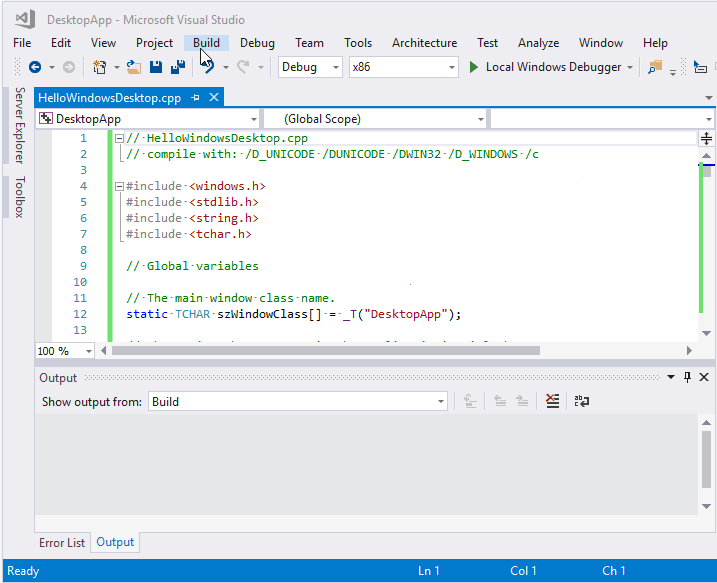 DesktopApp - Microsoft Visual Studio
File Edit View Project Build Debug Team Tools Architecture Test Analyze Window Help
Debug x86 Local Windows Debugger
Server Explorer
Toolbox
HelloWindowsDesktop.cpp
DesktopApp (Global Scope)
1 // HelloWindowsDesktop.cpp
2 // compile with: /D_UNICODE /DUNICODE /DWIN32 /D_WINDOWS /c
3
4 #include <windows.h>
5 #include <stdlib.h>
6 #include <string.h>
7 #include <tchar.h>
8
9 // Global variables
10
11 // The main window class name.
12 static TCHAR szWindowClass[] = _T("DesktopApp");
13
100 %
Output
Show output from: Build
Error List Output
Ready Ln 1 Col 1 Ch 1